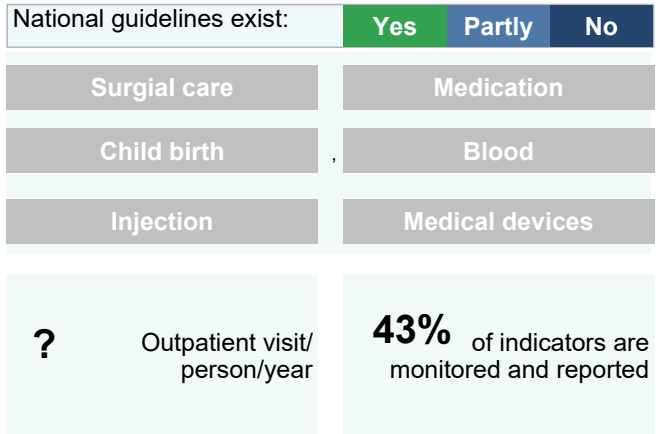 National guidelines exist: Yes Partly No
Surgial care Medication
Child birth , Blood
Injection Medical devices
? Outpatient visit/
person/year
43% of indicators are
monitored and reported